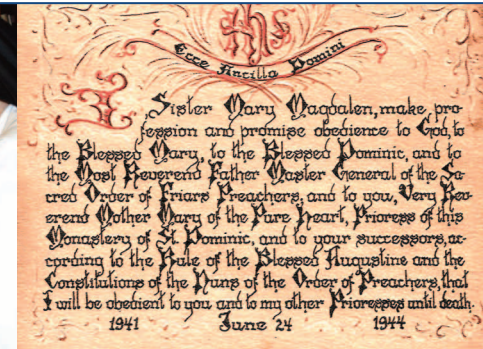 IHS
Ecce Ancilla Domini
I, Sister Mary Magdalen, make pro-
fession and promise obedience to God, to
the Blessed Mary, to the Blessed Dominic, and to
the Most Reverend Father Master General of the Sa-
cred Order of Friars Preachers, and to you, Very Rev-
erend Mother Mary of the Pure Heart, Prioress of this
Monastery of St. Dominic, and to your successors, ac-
cording to the Rule of the Blessed Augustine and the
Constitutions of the Nuns of the Order of Preachers, that
I will be obedient to you and to my other Prioresses until death.
1941 June 24 1944